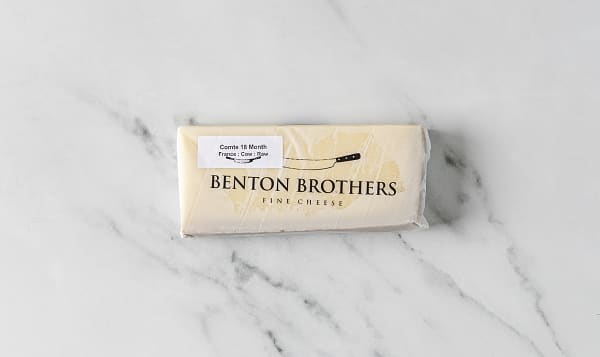 Comte 18 Month
France : Cow : Raw
BENTON BROTHERS
FINE CHEESE